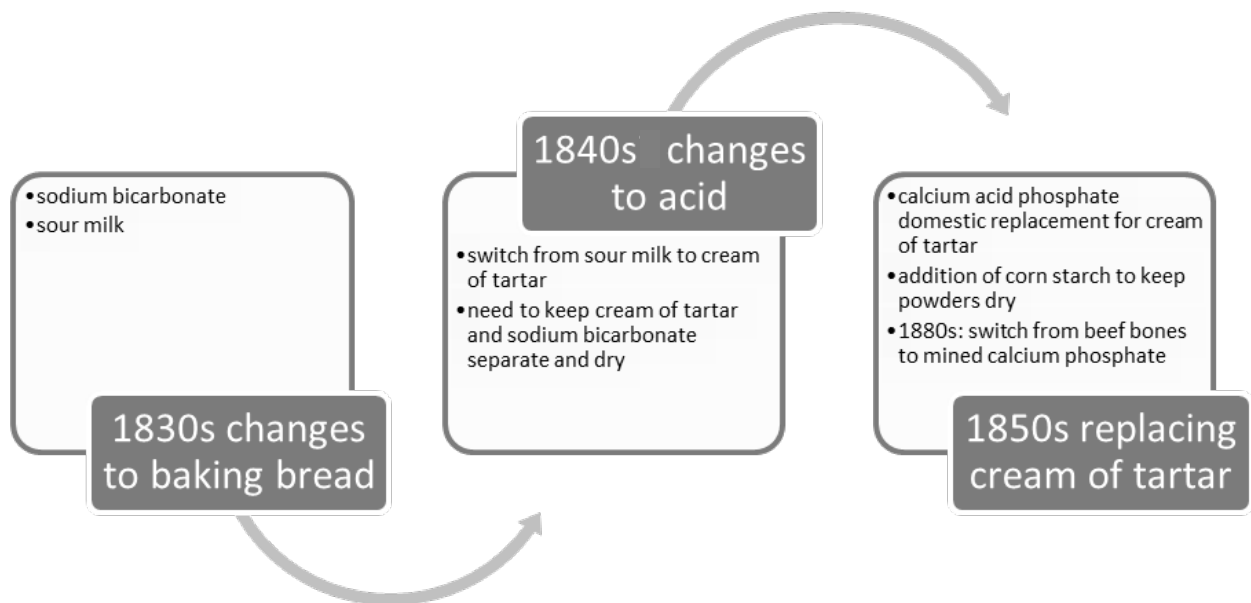 •sodium bicarbonate
•sour milk
1830s changes
to baking bread
1840s' changes
to acid
•switch from sour milk to cream
of tartar
•need to keep cream of tartar
and sodium bicarbonate
separate and dry
•calcium acid phosphate
domestic replacement for cream
of tartar
•addition of corn starch to keep
powders dry
•1880s: switch from beef bones
to mined calcium phosphate
1850s replacing
cream of tartar